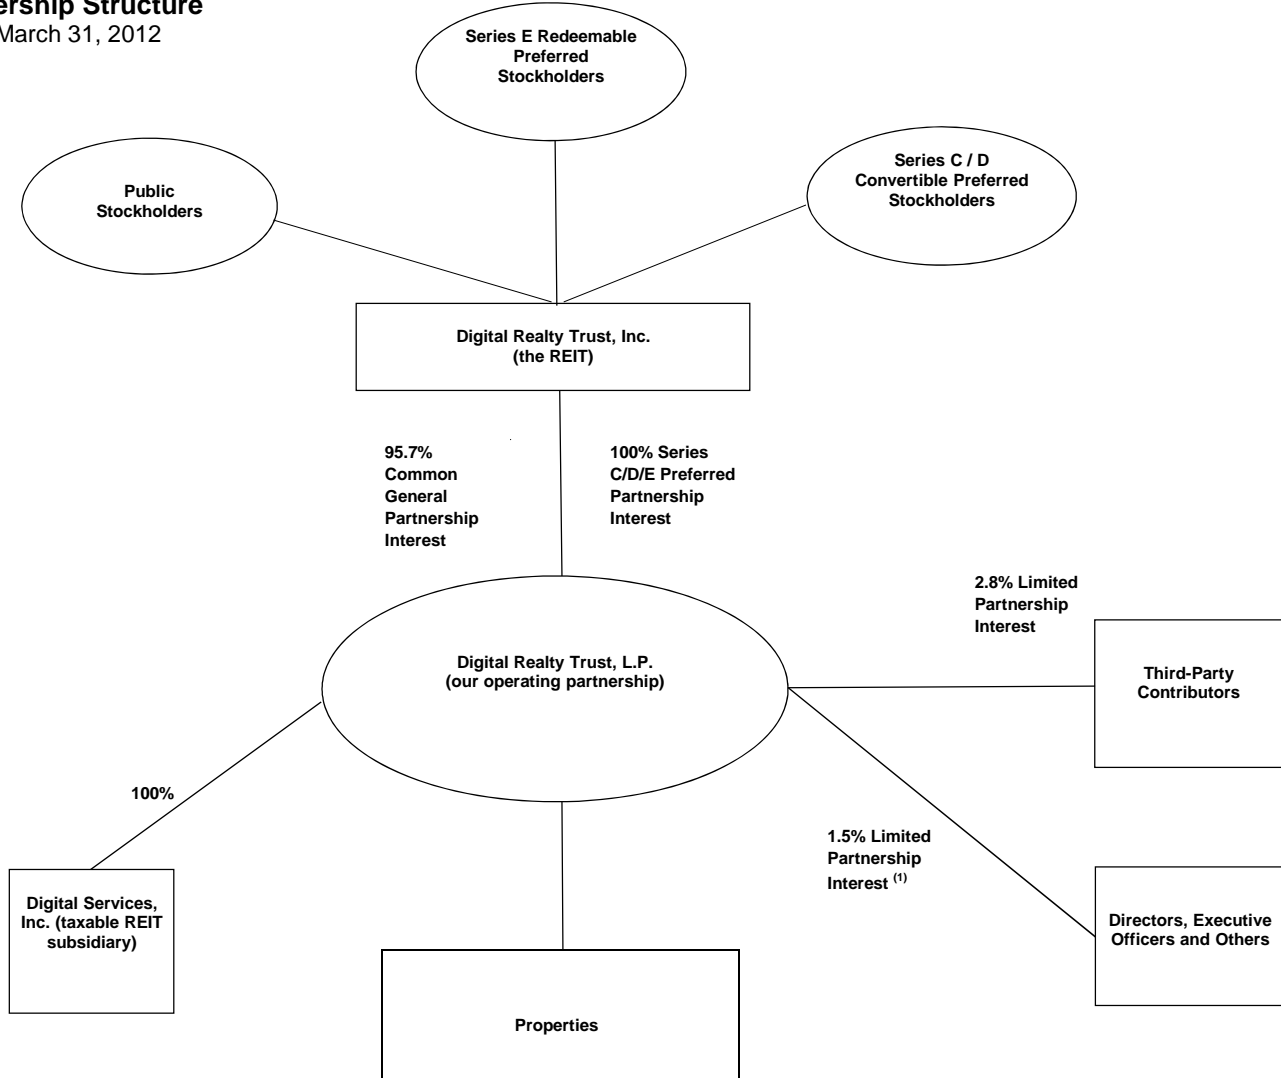 ership Structure
March 31, 2012
Series E Redeemable
Preferred
Stockholders
Public
Stockholders
Series C / D
Convertible Preferred
Stockholders
Digital Realty Trust, Inc.
(the REIT)
95.7%
Common
General
Partnership
Interest
100% Series
C/D/E Preferred
Partnership
Interest
2.8% Limited
Partnership
Interest
Digital Realty Trust, L.P.
(our operating partnership)
Third-Party
Contributors
100%
1.5% Limited
Partnership
Interest (1)
Digital Services,
Inc. (taxable REIT
subsidiary)
Directors, Executive
Officers and Others
Properties